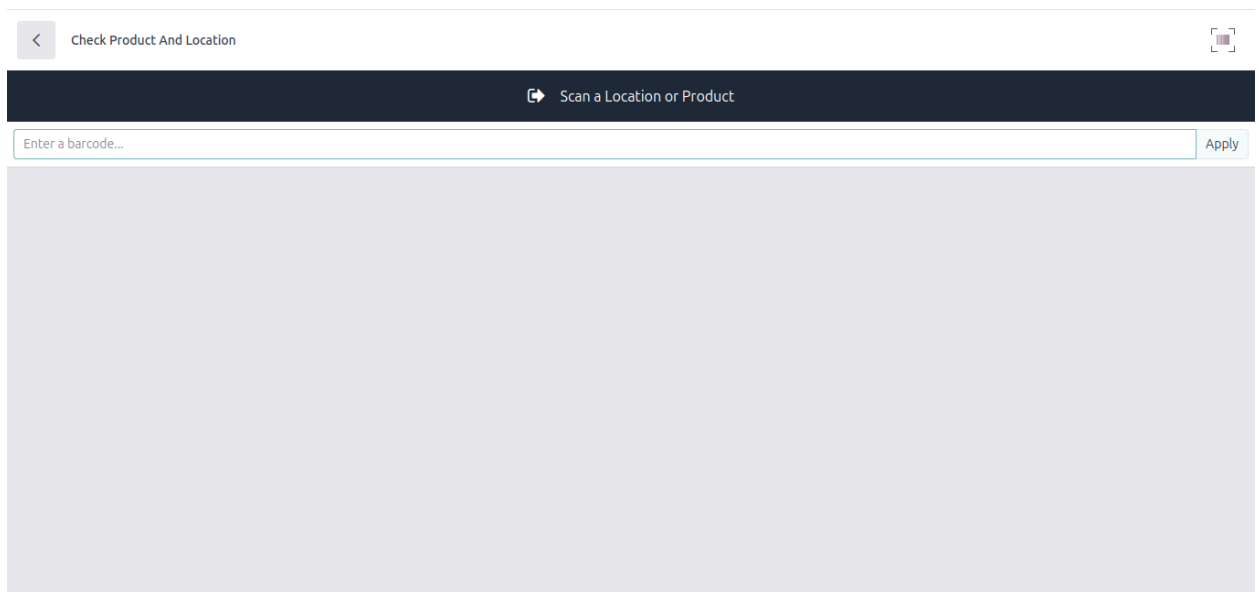 Check Product And Location
Scan a Location or Product
Enter a barcode...
Apply